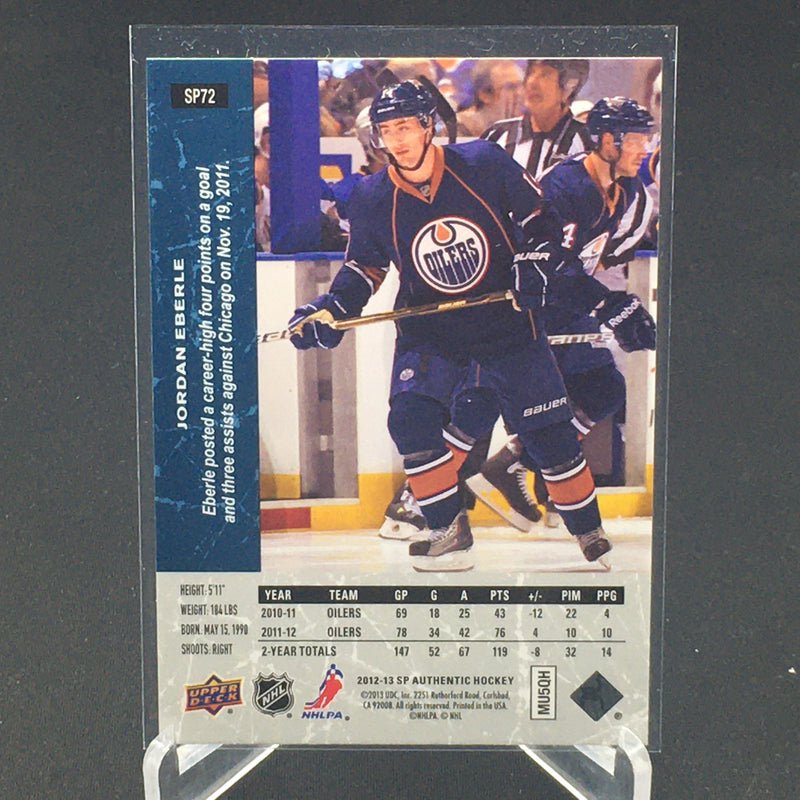 SP72
JORDAN EBERLE
Eberle posted a career-high four points on a goal
and three assists against Chicago on Nov. 19, 2011.
OILERS
BAUER
BAUER
Reebok
HEIGHT: 5'11"
WEIGHT: 184 LBS
BORN: MAY 15, 1990
SHOOTS: RIGHT
YEAR TEAM GP G A PTS +/- PIM PPG
2010-11 OILERS 69 18 25 43 -12 22 4
2011-12 OILERS 78 34 42 76 4 10 10
2-YEAR TOTALS 147 52 67 119 -8 32 14
UPPER DECK
NHL
NHLPA
2012-13 SP AUTHENTIC HOCKEY
©2013 UDC, Inc. 2251 Rutherford Road, Carlsbad,
CA 92008. All rights reserved. Printed in the USA.
©NHLPA. © NHL
MU5QH
®